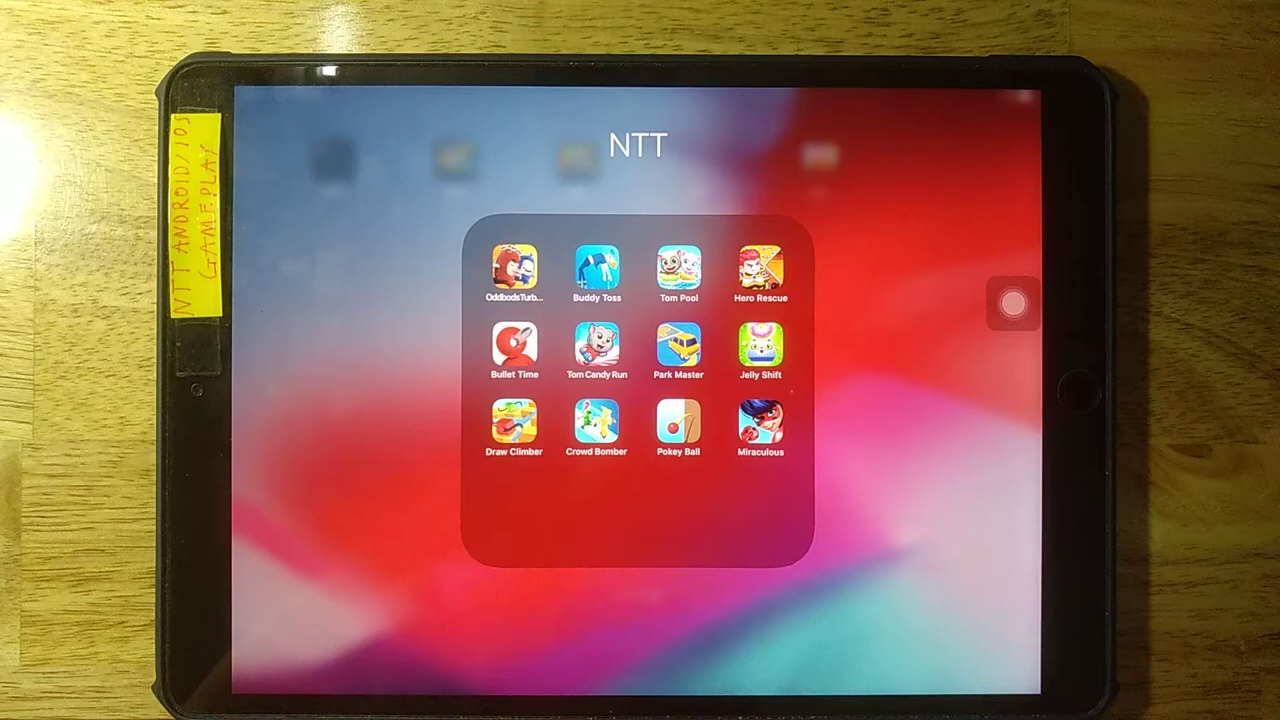 NTT ANDROID/IOS
GAMEPLAY
NTT
OddbodsTurb... Buddy Toss Tom Pool Hero Rescue
Bullet Time Tom Candy Run Park Master Jelly Shift
Draw Climber Crowd Bomber Pokey Ball Miraculous